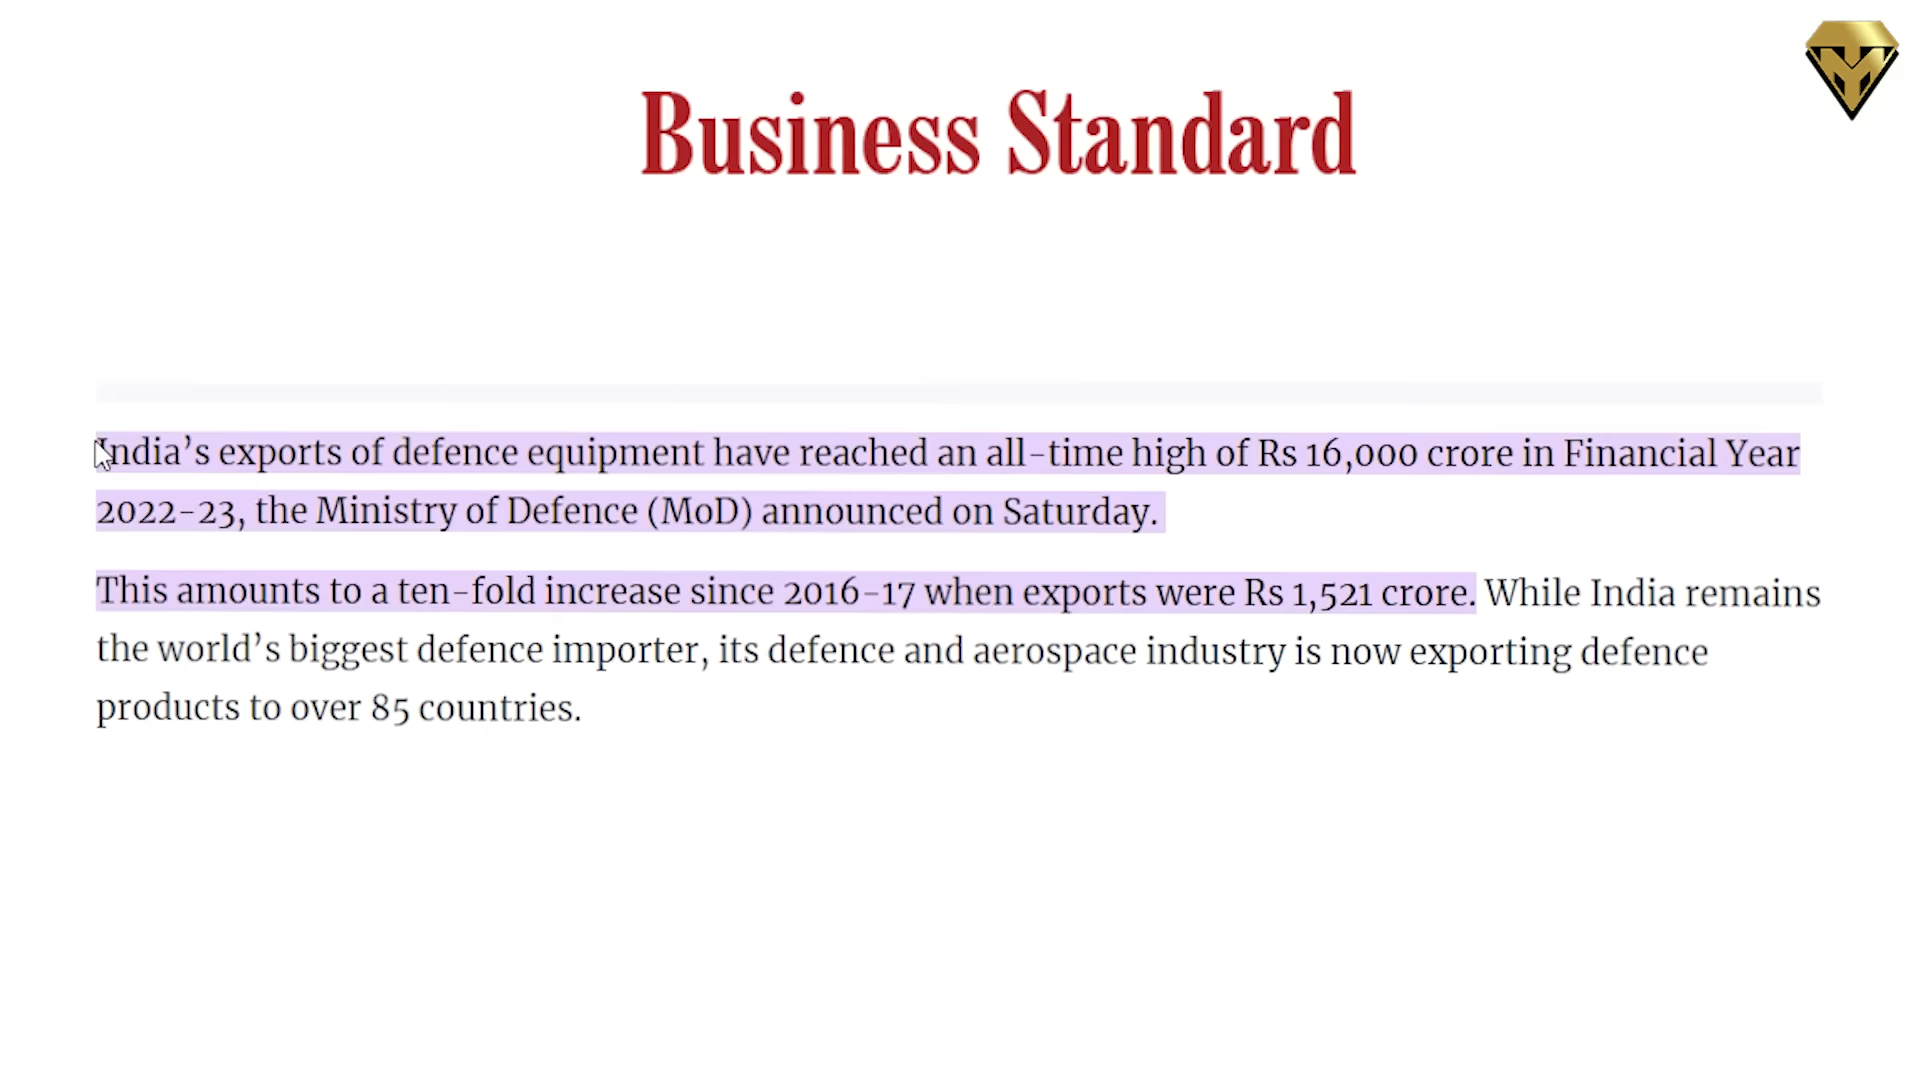 Business Standard
India’s exports of defence equipment have reached an all-time high of Rs 16,000 crore in Financial Year
2022-23, the Ministry of Defence (MoD) announced on Saturday.
This amounts to a ten-fold increase since 2016-17 when exports were Rs 1,521 crore. While India remains
the world’s biggest defence importer, its defence and aerospace industry is now exporting defence
products to over 85 countries.